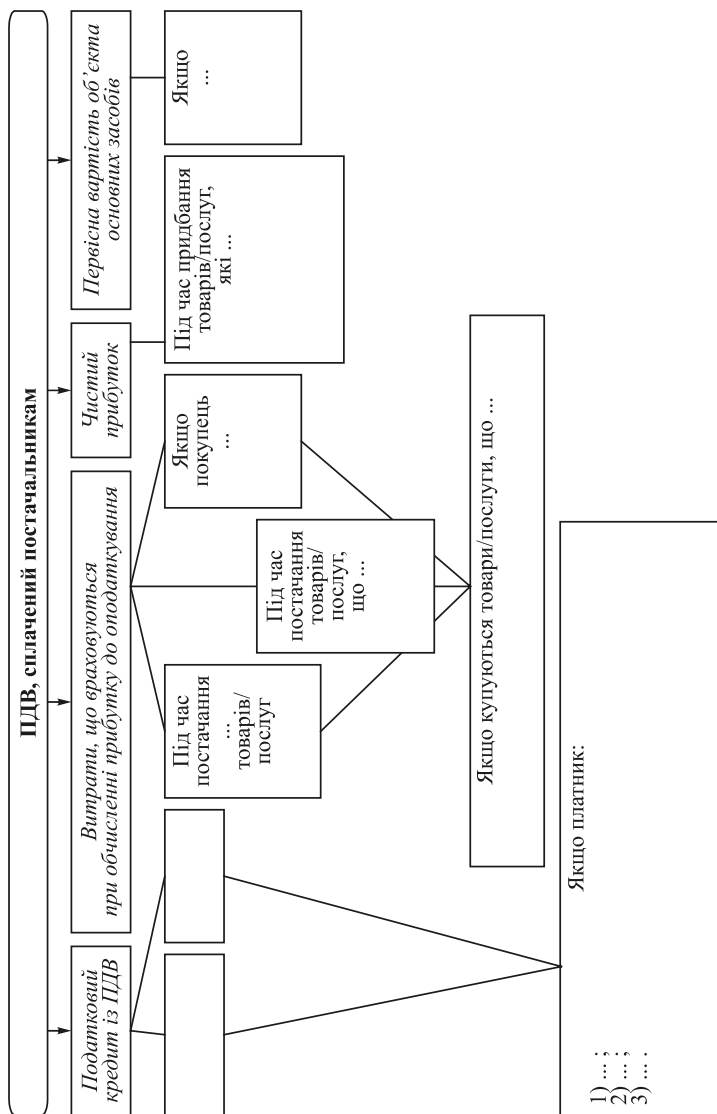 ПДВ, сплачений постачальникам
Податковий
кредит із ПДВ
Витрати, що враховуються
при обчисленні прибутку до оподаткування
Чистий
прибуток
Первісна вартість об’єкта
основних засобів
Під час
постачання
...
товарів/
послуг
Під час
постачання
товарів/
послуг,
що ...
Якщо
покупець
...
Під час придбання
товарів/послуг,
які ...
Якщо
...
Якщо купуються товари/послуги, що ...
Якщо платник:
1) ... ;
2) ... ;
3) ... .